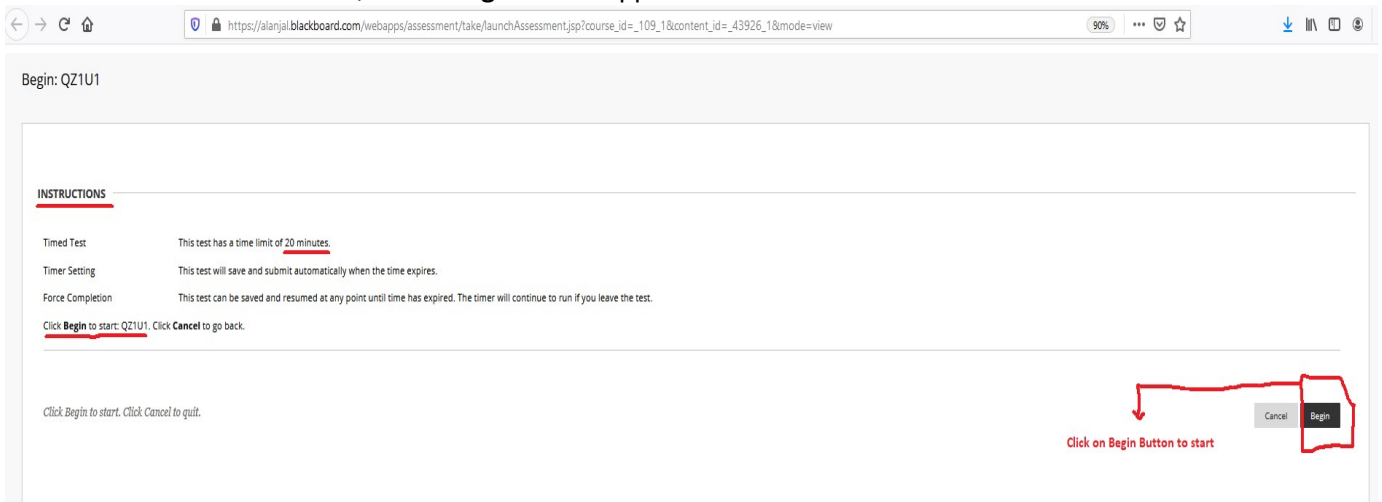 https://alanjal.blackboard.com/webapps/assessment/take/launchAssessment.jsp?course_id=_109_1&content_id=_43926_1&mode=view
90%
Begin: QZ1U1
INSTRUCTIONS
Timed Test This test has a time limit of 20 minutes.
Timer Setting This test will save and submit automatically when the time expires.
Force Completion This test can be saved and resumed at any point until time has expired. The timer will continue to run if you leave the test.
Click Begin to start: QZ1U1. Click Cancel to go back.
Click Begin to start. Click Cancel to quit.
Cancel Begin
Click on Begin Button to start